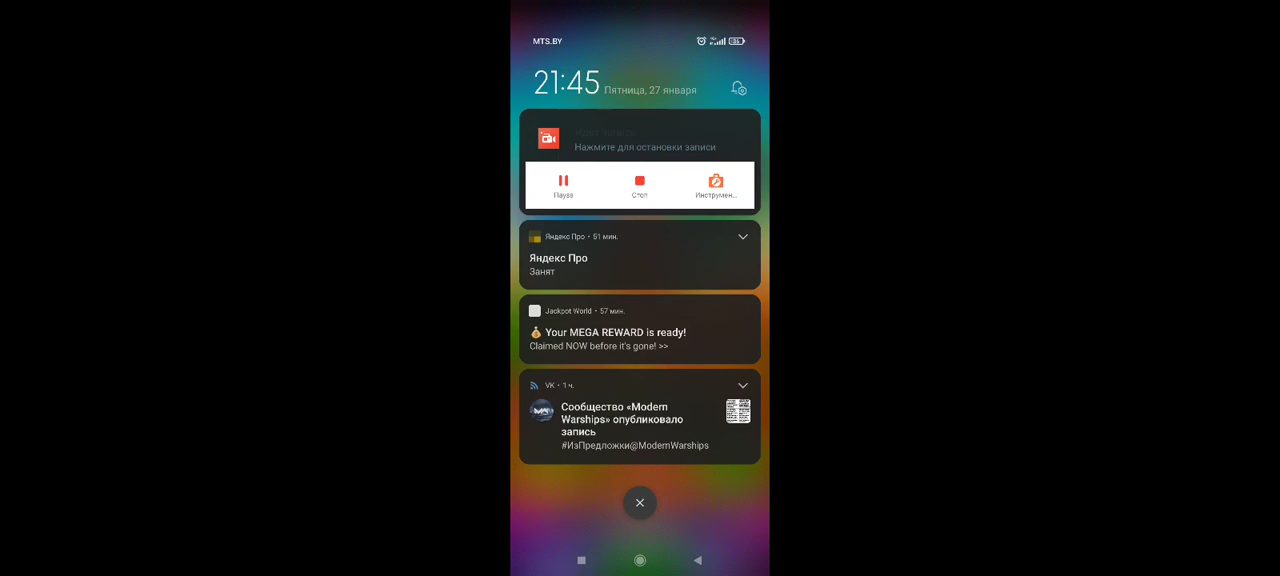 MTS.BY
21:45 Пятница, 27 января
Идет запись
Нажмите для остановки записи
Пауза Стоп Инструмен...
Яндекс Про • 51 мин.
Яндекс Про
Занят
Jackpot World • 57 мин.
💰 Your MEGA REWARD is ready!
Claimed NOW before it's gone! >>
VK • 1 ч.
Сообщество «Modern
Warships» опубликовало
запись
#ИзПредложки@ModernWarships